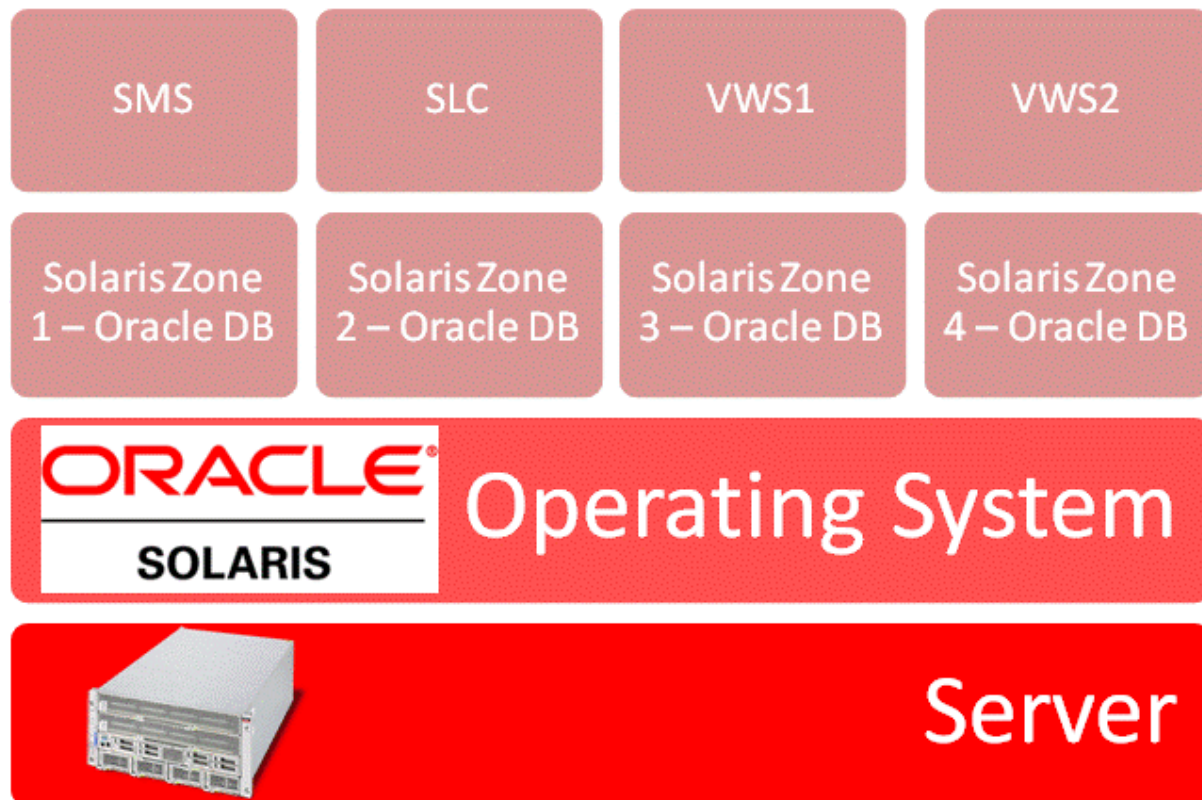 SMS
SLC
VWS1
VWS2
Solaris Zone
1 – Oracle DB
Solaris Zone
2 – Oracle DB
Solaris Zone
3 – Oracle DB
Solaris Zone
4 – Oracle DB
ORACLE®
SOLARIS
Operating System
Server